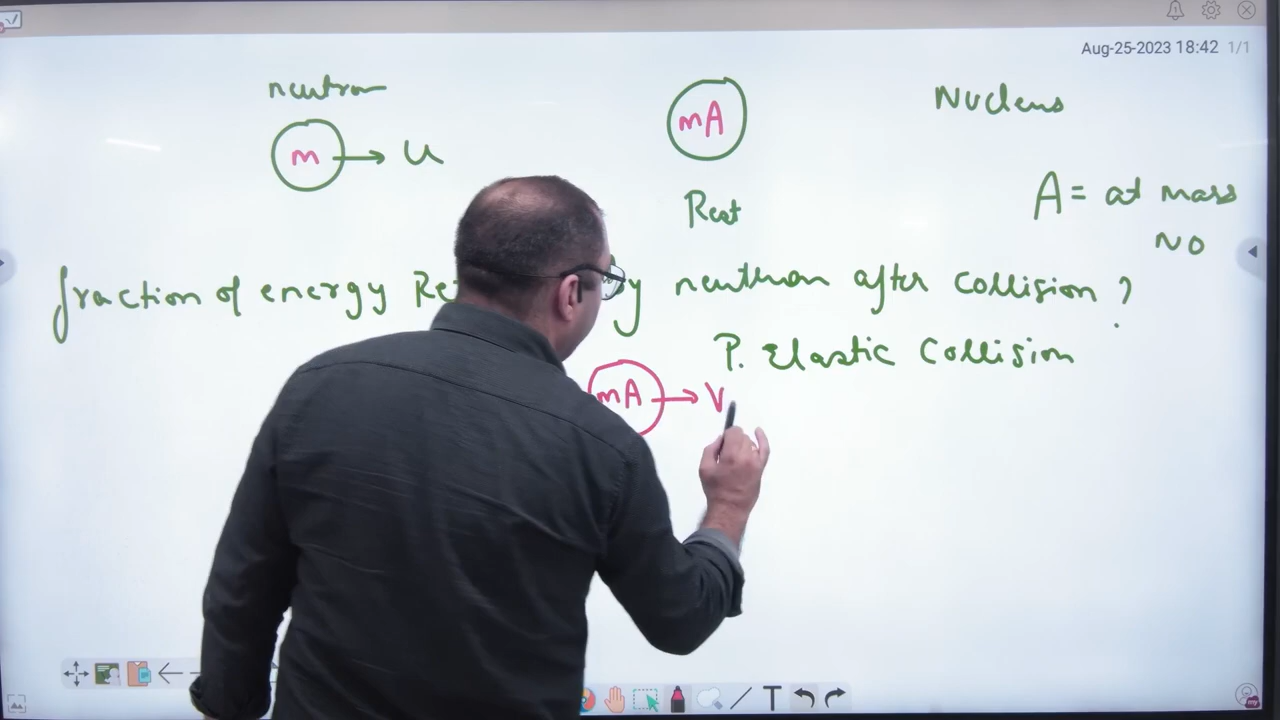 Aug-25-2023 18:42 1/1
neutron
m → u
mA
Rest
Nucleus
A = at mass
No
fraction of energy neutron after collision ?
P. Elastic Collision
mA → V
T